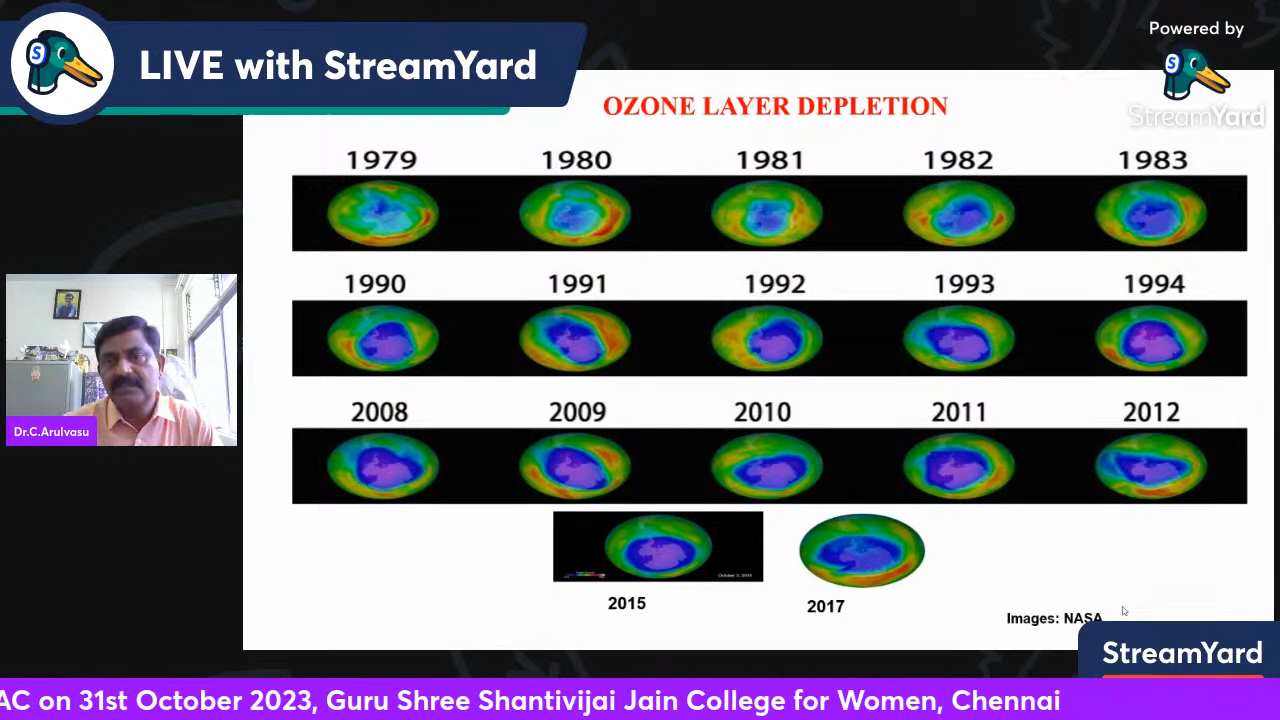 S
LIVE with StreamYard
Powered by
S
StreamYard
OZONE LAYER DEPLETION
1979 1980 1981 1982 1983
1990 1991 1992 1993 1994
2008 2009 2010 2011 2012
Dr.C.Arulvasu
2015 2017
Images: NASA
StreamYard
AC on 31st October 2023, Guru Shree Shantivijai Jain College for Women, Chennai